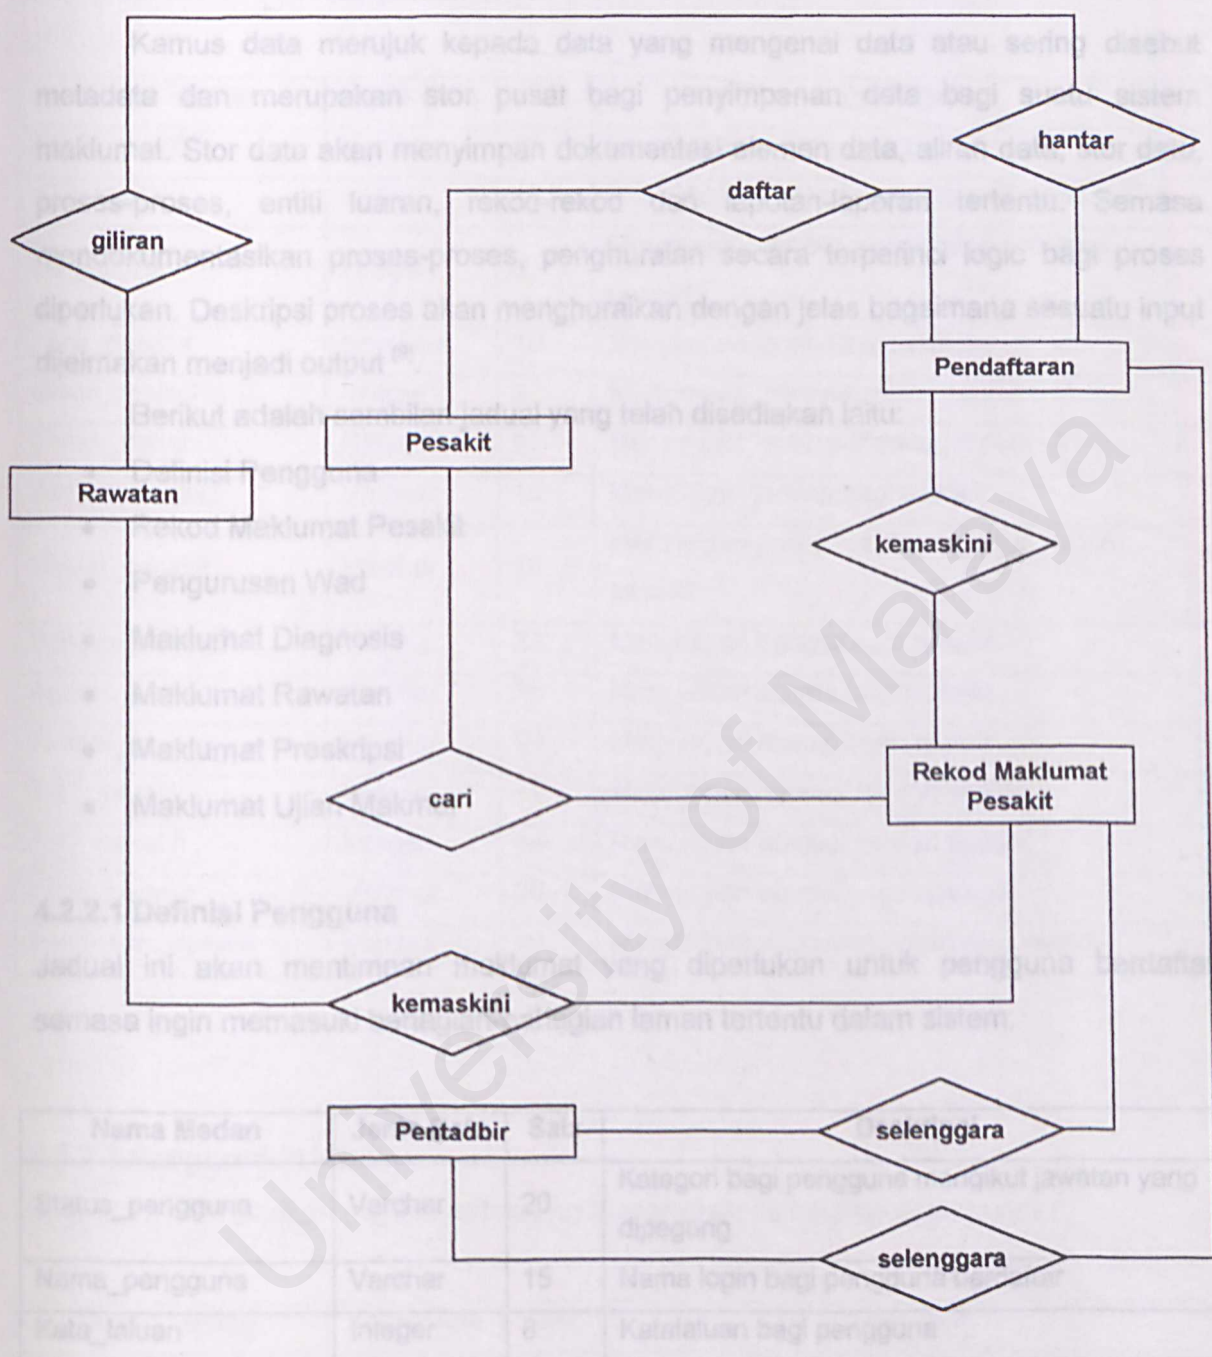 Kamus data merujuk kepada data yang mengenai data atau sering disebut
metadata dan merupakan stor pusat bagi penyimpanan data bagi suatu sistem
maklumat. Stor data akan menyimpan dokumentasi elemen data, aliran data, stor data,
proses-proses, entiti luaran, rekod-rekod dan laporan-laporan tertentu. Semasa
mendokumentasikan proses-proses, penghuraian secara terperinci logic bagi proses
diperlukan. Deskripsi proses akan menghuraikan dengan jelas bagaimana sesuatu input
menjadi output
Berikut adalah sembilan jadual yang telah disediakan iaitu:
• Definisi Pengguna
• Rekod Maklumat Pesakit
• Pengurusan Wad
• Maklumat Diagnosis
• Maklumat Rawatan
• Maklumat Preskripsi
• Maklumat Ujian Makmal
4.2.2.1 Definisi Pengguna
Jadual ini akan maklumat yang diperlukan untuk pengguna berdaftar
semasa ingin memasuki laman tertentu dalam sistem.
Nama Medan
Status_pengguna Varchar 20 Kategori bagi pengguna mengikut jawatan yang
dipegang
Nama_pengguna Varchar 15 Nama login bagi pengguna berdaftar
Kata_laluan Integer 8 Katalaluan bagi pengguna
hantar
daftar
giliran
Pendaftaran
Pesakit
Rawatan
kemaskini
Rekod Maklumat
Pesakit
cari
kemaskini
Pentadbir
selenggara
selenggara
University of Malaya